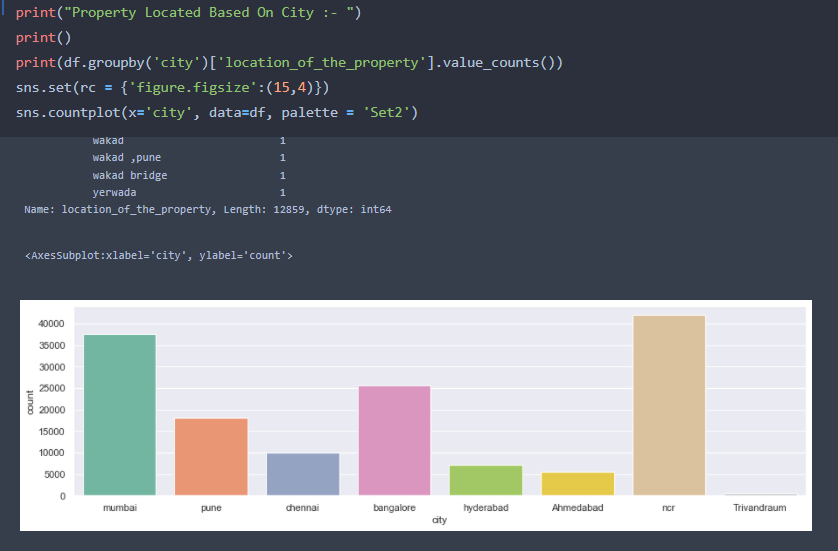 print("Property Located Based On City :- ")
print()
print(df.groupby('city')['location_of_the_property'].value_counts())
sns.set(rc = {'figure.figsize':(15,4)})
sns.countplot(x='city', data=df, palette = 'Set2')
wakad 1
wakad ,pune 1
wakad bridge 1
yerwada 1
Name: location_of_the_property, Length: 12859, dtype: int64
<AxesSubplot:xlabel='city', ylabel='count'>
40000
35000
30000
25000
20000
15000
10000
5000
0
count
mumbai pune chennai bangalore hyderabad Ahmedabad ncr Trivandraum
city